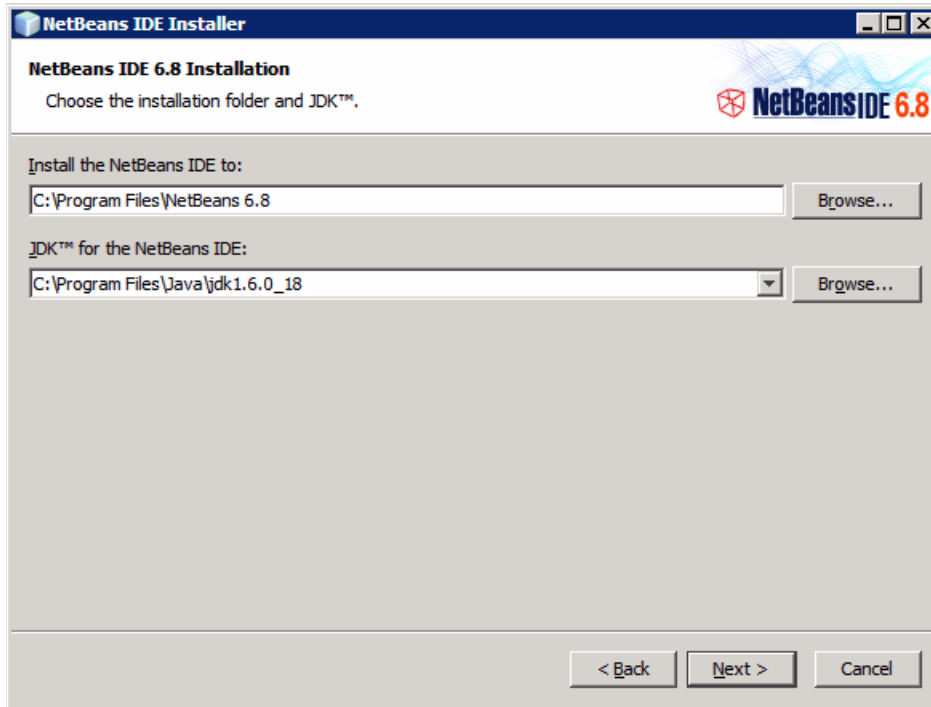 NetBeans IDE Installer
NetBeans IDE 6.8 Installation
Choose the installation folder and JDK™.
NetBeans IDE 6.8
Install the NetBeans IDE to:
C:\Program Files\NetBeans 6.8
Browse...
JDK™ for the NetBeans IDE:
C:\Program Files\Java\jdk1.6.0_18
Browse...
< Back
Next >
Cancel